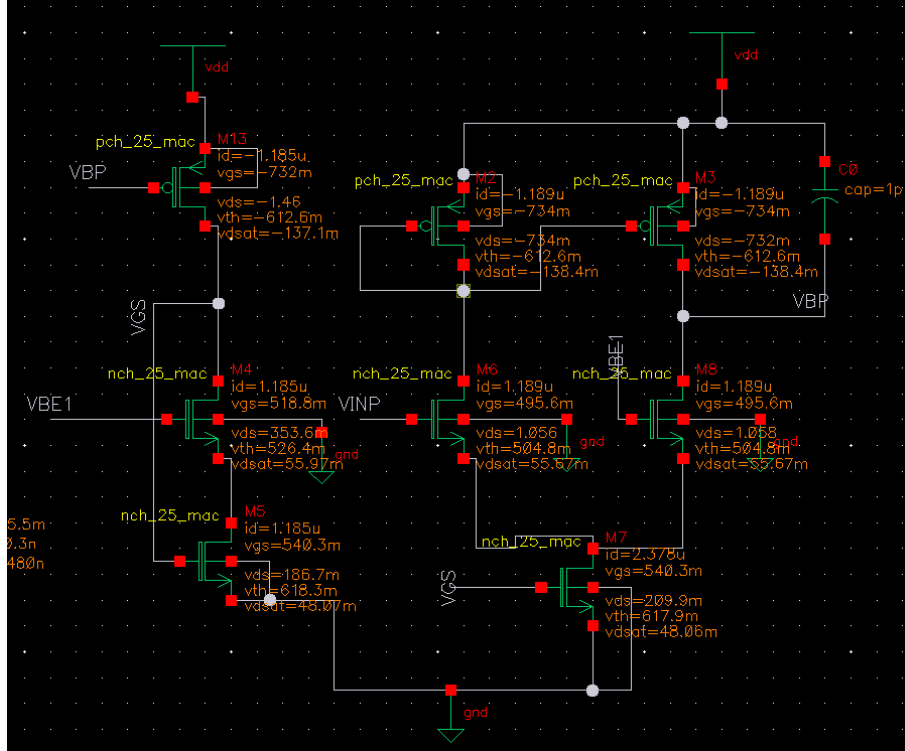 vdd
vdd
pch_25_mac
M13
id=-1.185u
vgs=-732m
VBP
vds=-1.46
vth=-612.6m
vdsat=-137.1m
pch_25_mac
M2
id=-1.189u
vgs=-734m
vds=-734m
vth=-612.6m
vdsat=-138.4m
pch_25_mac
M3
id=-1.189u
vgs=-734m
vds=-732m
vth=-612.6m
vdsat=-138.4m
C0
cap=1p
VBP
VGS
nch_25_mac
M4
id=1.185u
vgs=518.8m
VBE1
vds=353.6m
vth=526.4m
vdsat=55.97m
gnd
nch_25_mac
M6
id=1.189u
vgs=495.6m
VINP
vds=1.056
vth=504.8m
vdsat=55.67m
gnd
VBE1
nch_25_mac
M8
id=1.189u
vgs=495.6m
vds=1.058
vth=504.8m
vdsat=55.67m
gnd
nch_25_mac
M5
id=1.185u
vgs=540.3m
vds=186.7m
vth=618.3m
vdsat=48.07m
5.5m
0.3n
480n
nch_25_mac
M7
id=2.378u
vgs=540.3m
VGS
vds=209.9m
vth=617.9m
vdsat=48.06m
gnd